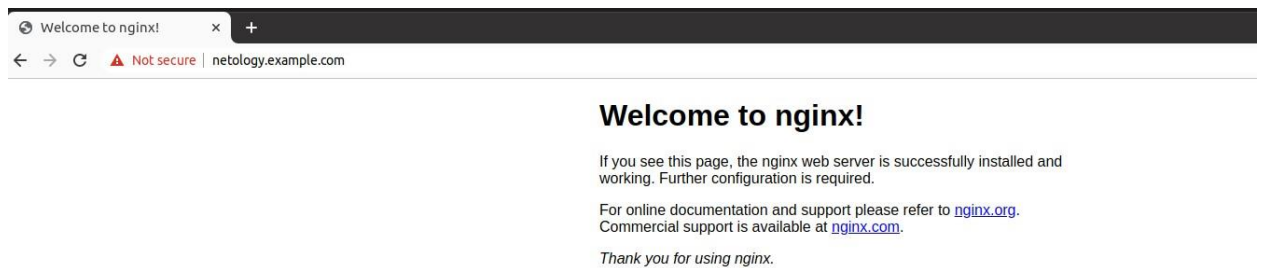 Welcome to nginx!
Not secure | netology.example.com
Welcome to nginx!
If you see this page, the nginx web server is successfully installed and
working. Further configuration is required.
For online documentation and support please refer to nginx.org.
Commercial support is available at nginx.com.
Thank you for using nginx.